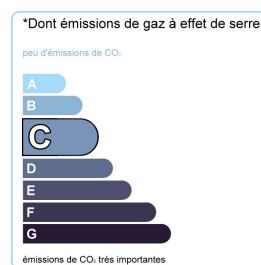 *Dont émissions de gaz à effet de serre
peu d'émissions de CO₂
A
B
C
D
E
F
G
émissions de CO₂ très importantes